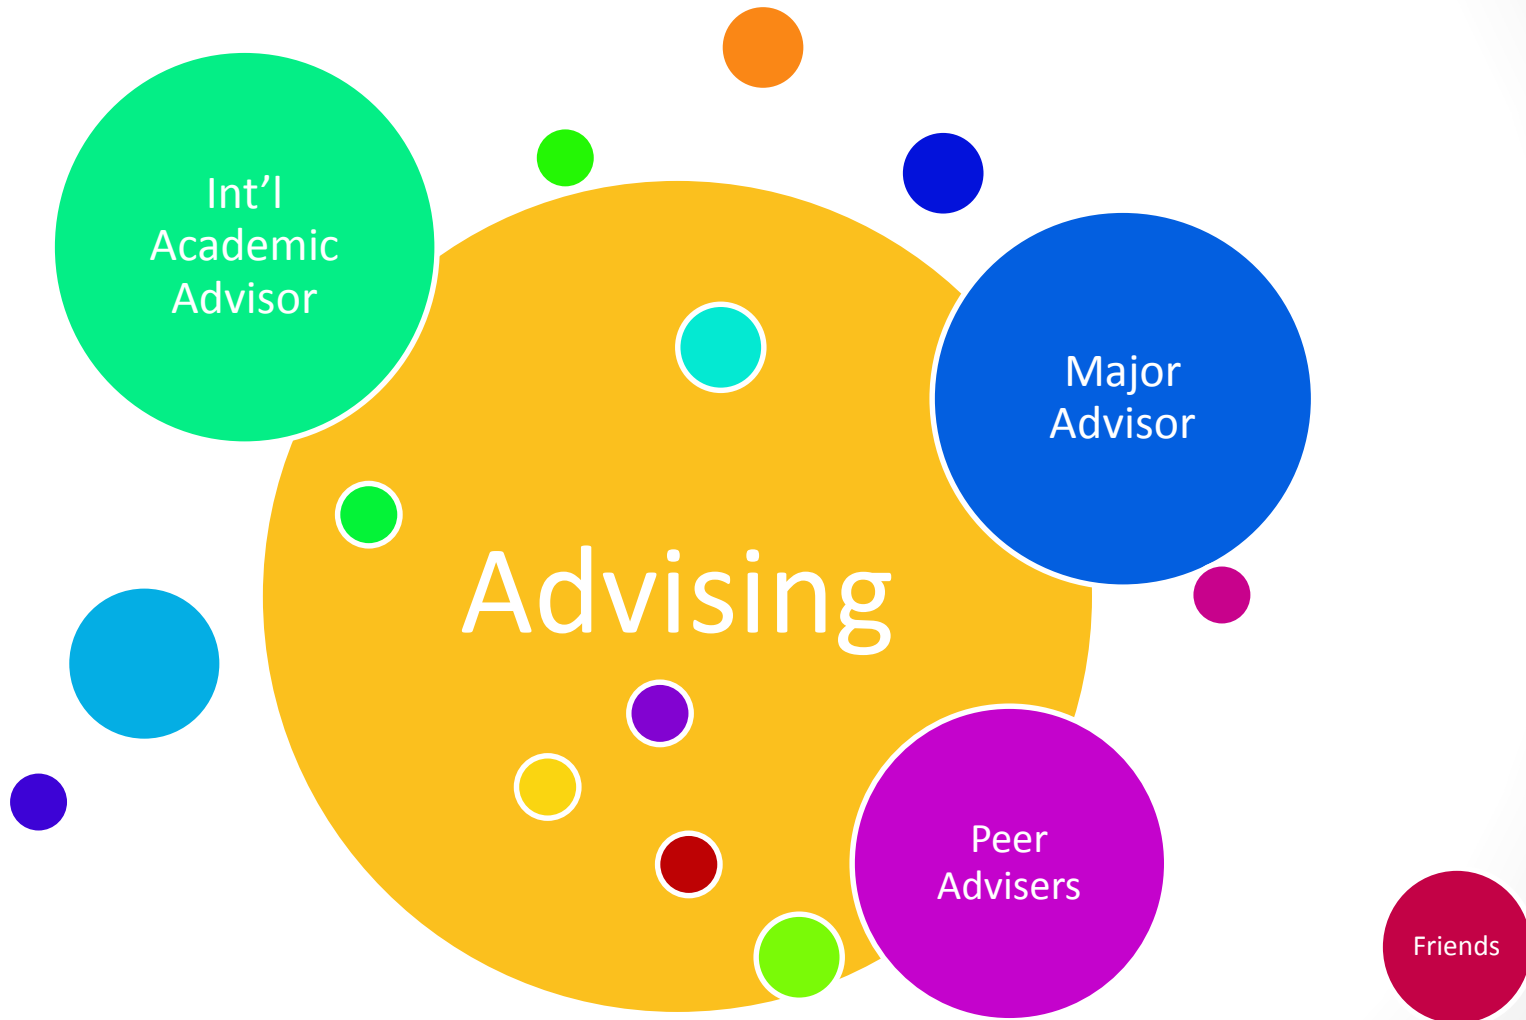 Int’l
Academic
Advisor
Major
Advisor
Advising
Peer
Advisers
Friends